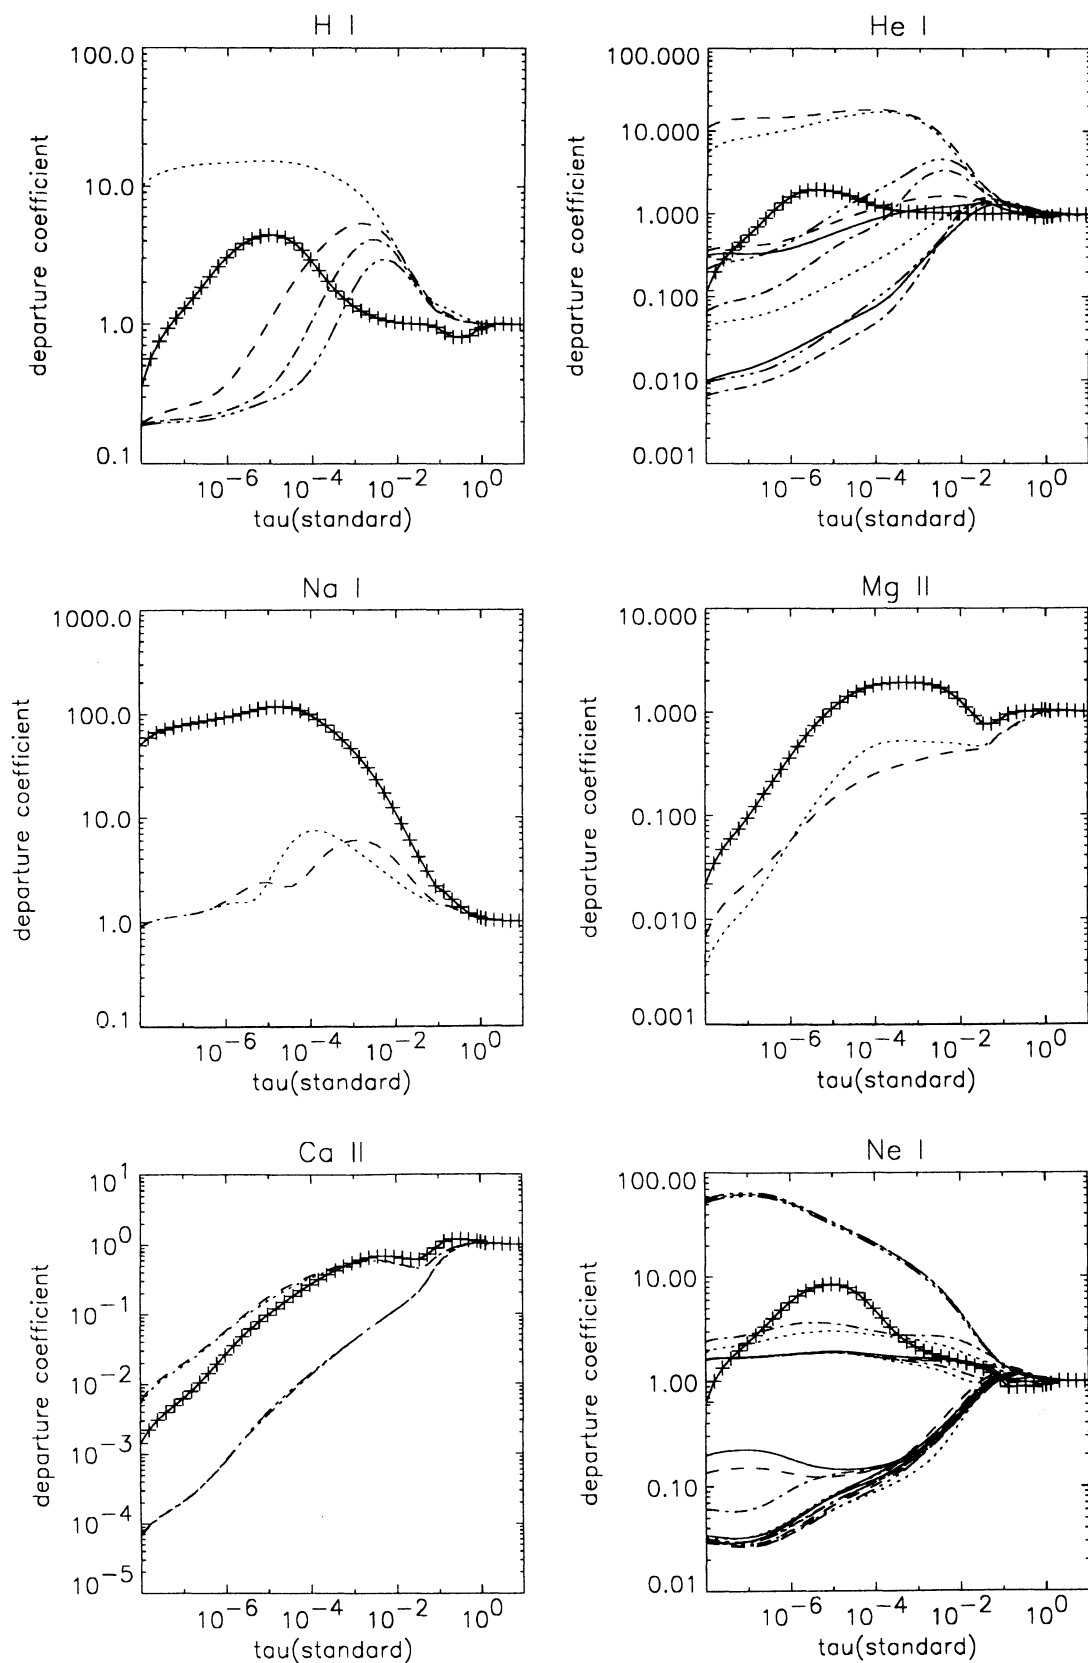 H I
100.0
10.0
1.0
0.1
departure coefficient
10^-6 10^-4 10^-2 10^0
tau(standard)
He I
100.000
10.000
1.000
0.100
0.010
0.001
departure coefficient
10^-6 10^-4 10^-2 10^0
tau(standard)
Na I
1000.0
100.0
10.0
1.0
0.1
departure coefficient
10^-6 10^-4 10^-2 10^0
tau(standard)
Mg II
10.000
1.000
0.100
0.010
0.001
departure coefficient
10^-6 10^-4 10^-2 10^0
tau(standard)
Ca II
10^1
10^0
10^-1
10^-2
10^-3
10^-4
10^-5
departure coefficient
10^-6 10^-4 10^-2 10^0
tau(standard)
Ne I
100.00
10.00
1.00
0.10
0.01
departure coefficient
10^-6 10^-4 10^-2 10^0
tau(standard)